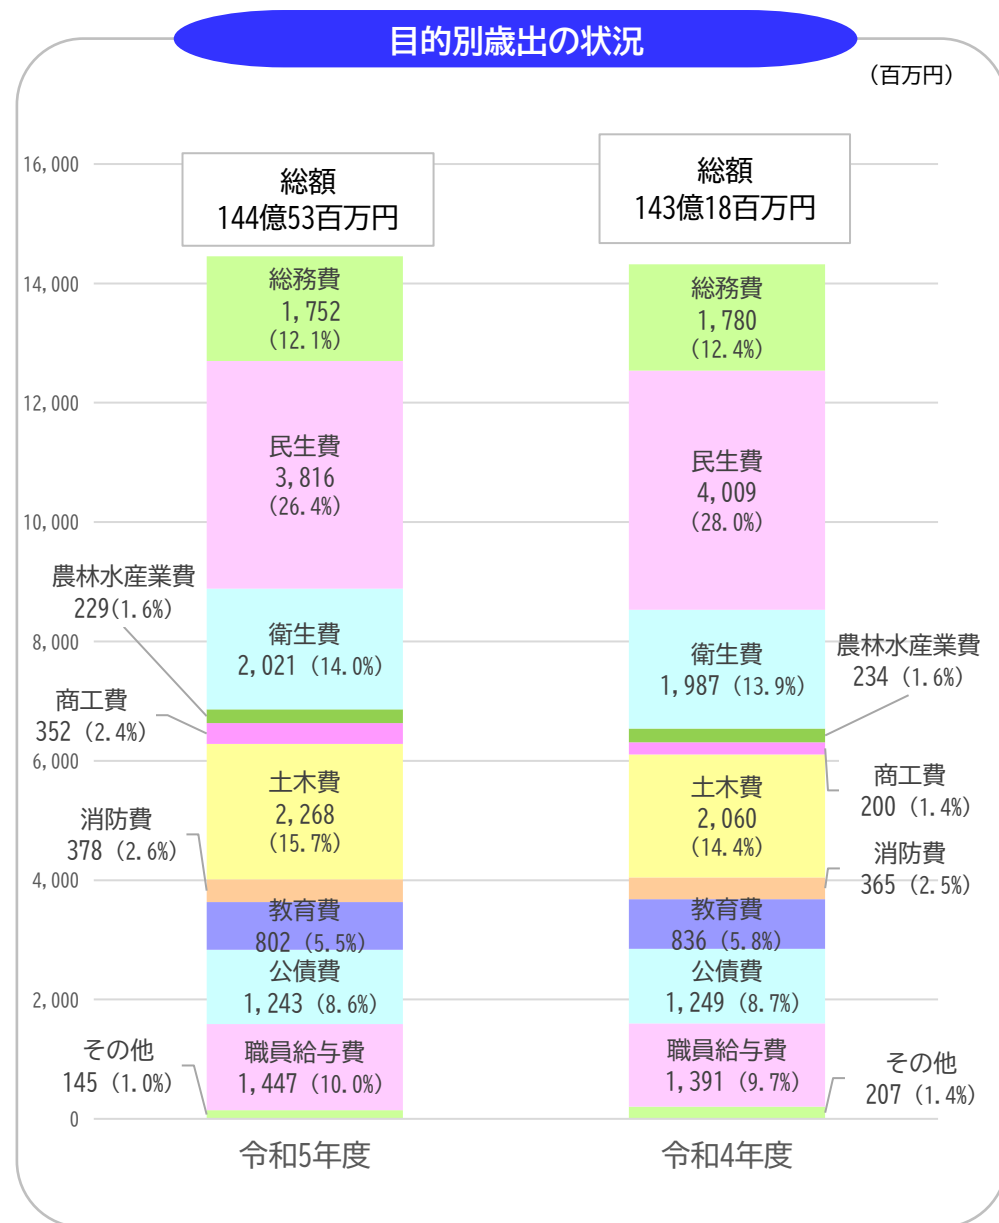 目的別歳出の状況
（百万円）
16,000
14,000
12,000
10,000
8,000
6,000
4,000
2,000
0
総額
144億53百万円
総務費
1,752
(12.1%)
民生費
3,816
(26.4%)
農林水産業費
229(1.6%)
衛生費
2,021 (14.0%)
商工費
352 (2.4%)
土木費
2,268
(15.7%)
消防費
378 (2.6%)
教育費
802 (5.5%)
公債費
1,243 (8.6%)
職員給与費
1,447 (10.0%)
その他
145 (1.0%)
令和5年度
総額
143億18百万円
総務費
1,780
(12.4%)
民生費
4,009
(28.0%)
衛生費
1,987 (13.9%)
農林水産業費
234 (1.6%)
商工費
200 (1.4%)
土木費
2,060
(14.4%)
消防費
365 (2.5%)
教育費
836 (5.8%)
公債費
1,249 (8.7%)
職員給与費
1,391 (9.7%)
その他
207 (1.4%)
令和4年度